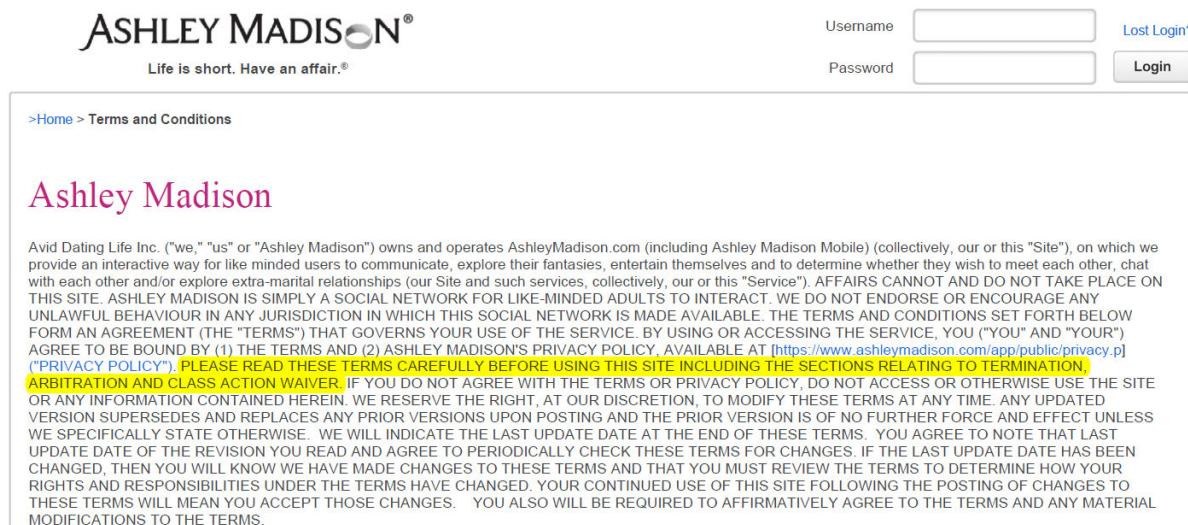 ASHLEY MADISON®
Life is short. Have an affair.®
Username
Lost Login?
Password
Login
>Home > Terms and Conditions
Ashley Madison
Avid Dating Life Inc. ("we," "us" or "Ashley Madison") owns and operates AshleyMadison.com (including Ashley Madison Mobile) (collectively, our or this "Site"), on which we
provide an interactive way for like minded users to communicate, explore their fantasies, entertain themselves and to determine whether they wish to meet each other, chat
with each other and/or explore extra-marital relationships (our Site and such services, collectively, our or this "Service"). AFFAIRS CANNOT AND DO NOT TAKE PLACE ON
THIS SITE. ASHLEY MADISON IS SIMPLY A SOCIAL NETWORK FOR LIKE-MINDED ADULTS TO INTERACT. WE DO NOT ENDORSE OR ENCOURAGE ANY
UNLAWFUL BEHAVIOUR IN ANY JURISDICTION IN WHICH THIS SOCIAL NETWORK IS MADE AVAILABLE. THE TERMS AND CONDITIONS SET FORTH BELOW
FORM AN AGREEMENT (THE "TERMS") THAT GOVERNS YOUR USE OF THE SERVICE. BY USING OR ACCESSING THE SERVICE, YOU ("YOU" AND "YOUR")
AGREE TO BE BOUND BY (1) THE TERMS AND (2) ASHLEY MADISON'S PRIVACY POLICY, AVAILABLE AT [https://www.ashleymadison.com/app/public/privacy.p]
("PRIVACY POLICY"). PLEASE READ THESE TERMS CAREFULLY BEFORE USING THIS SITE INCLUDING THE SECTIONS RELATING TO TERMINATION,
ARBITRATION AND CLASS ACTION WAIVER. IF YOU DO NOT AGREE WITH THE TERMS OR PRIVACY POLICY, DO NOT ACCESS OR OTHERWISE USE THE SITE
OR ANY INFORMATION CONTAINED HEREIN. WE RESERVE THE RIGHT, AT OUR DISCRETION, TO MODIFY THESE TERMS AT ANY TIME. ANY UPDATED
VERSION SUPERSEDES AND REPLACES ANY PRIOR VERSIONS UPON POSTING AND THE PRIOR VERSION IS OF NO FURTHER FORCE AND EFFECT UNLESS
WE SPECIFICALLY STATE OTHERWISE. WE WILL INDICATE THE LAST UPDATE DATE AT THE END OF THESE TERMS. YOU AGREE TO NOTE THAT LAST
UPDATE DATE OF THE REVISION YOU READ AND AGREE TO PERIODICALLY CHECK THESE TERMS FOR CHANGES. IF THE LAST UPDATE DATE HAS BEEN
CHANGED, THEN YOU WILL KNOW WE HAVE MADE CHANGES TO THESE TERMS AND THAT YOU MUST REVIEW THE TERMS TO DETERMINE HOW YOUR
RIGHTS AND RESPONSIBILITIES UNDER THE TERMS HAVE CHANGED. YOUR CONTINUED USE OF THIS SITE FOLLOWING THE POSTING OF CHANGES TO
THESE TERMS WILL MEAN YOU ACCEPT THOSE CHANGES. YOU ALSO WILL BE REQUIRED TO AFFIRMATIVELY AGREE TO THE TERMS AND ANY MATERIAL
MODIFICATIONS TO THE TERMS.